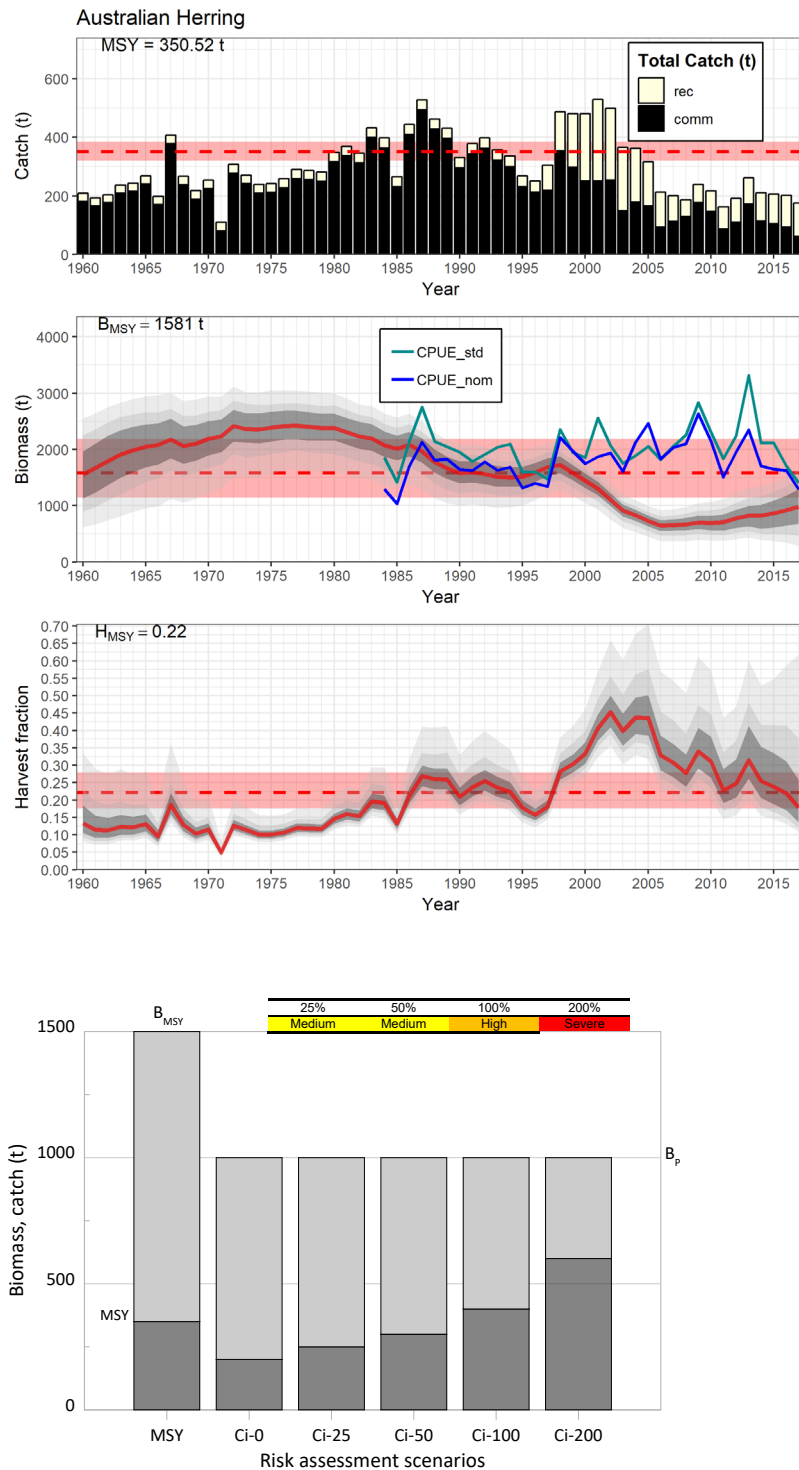 Australian Herring
MSY = 350.52 t
Total Catch (t)
rec
comm
Catch (t)
600
400
200
0
1960 1965 1970 1975 1980 1985 1990 1995 2000 2005 2010 2015
Year
BMSY = 1581 t
CPUE_std
CPUE_nom
Biomass (t)
4000
3000
2000
1000
0
1960 1965 1970 1975 1980 1985 1990 1995 2000 2005 2010 2015
Year
HMSY = 0.22
Harvest fraction
0.70
0.65
0.60
0.55
0.50
0.45
0.40
0.35
0.30
0.25
0.20
0.15
0.10
0.05
0.00
1960 1965 1970 1975 1980 1985 1990 1995 2000 2005 2010 2015
Year
25% 50% 100% 200%
Medium Medium High Severe
BMSY
BP
MSY
Biomass, catch (t)
1500
1000
500
0
MSY Ci-0 Ci-25 Ci-50 Ci-100 Ci-200
Risk assessment scenarios